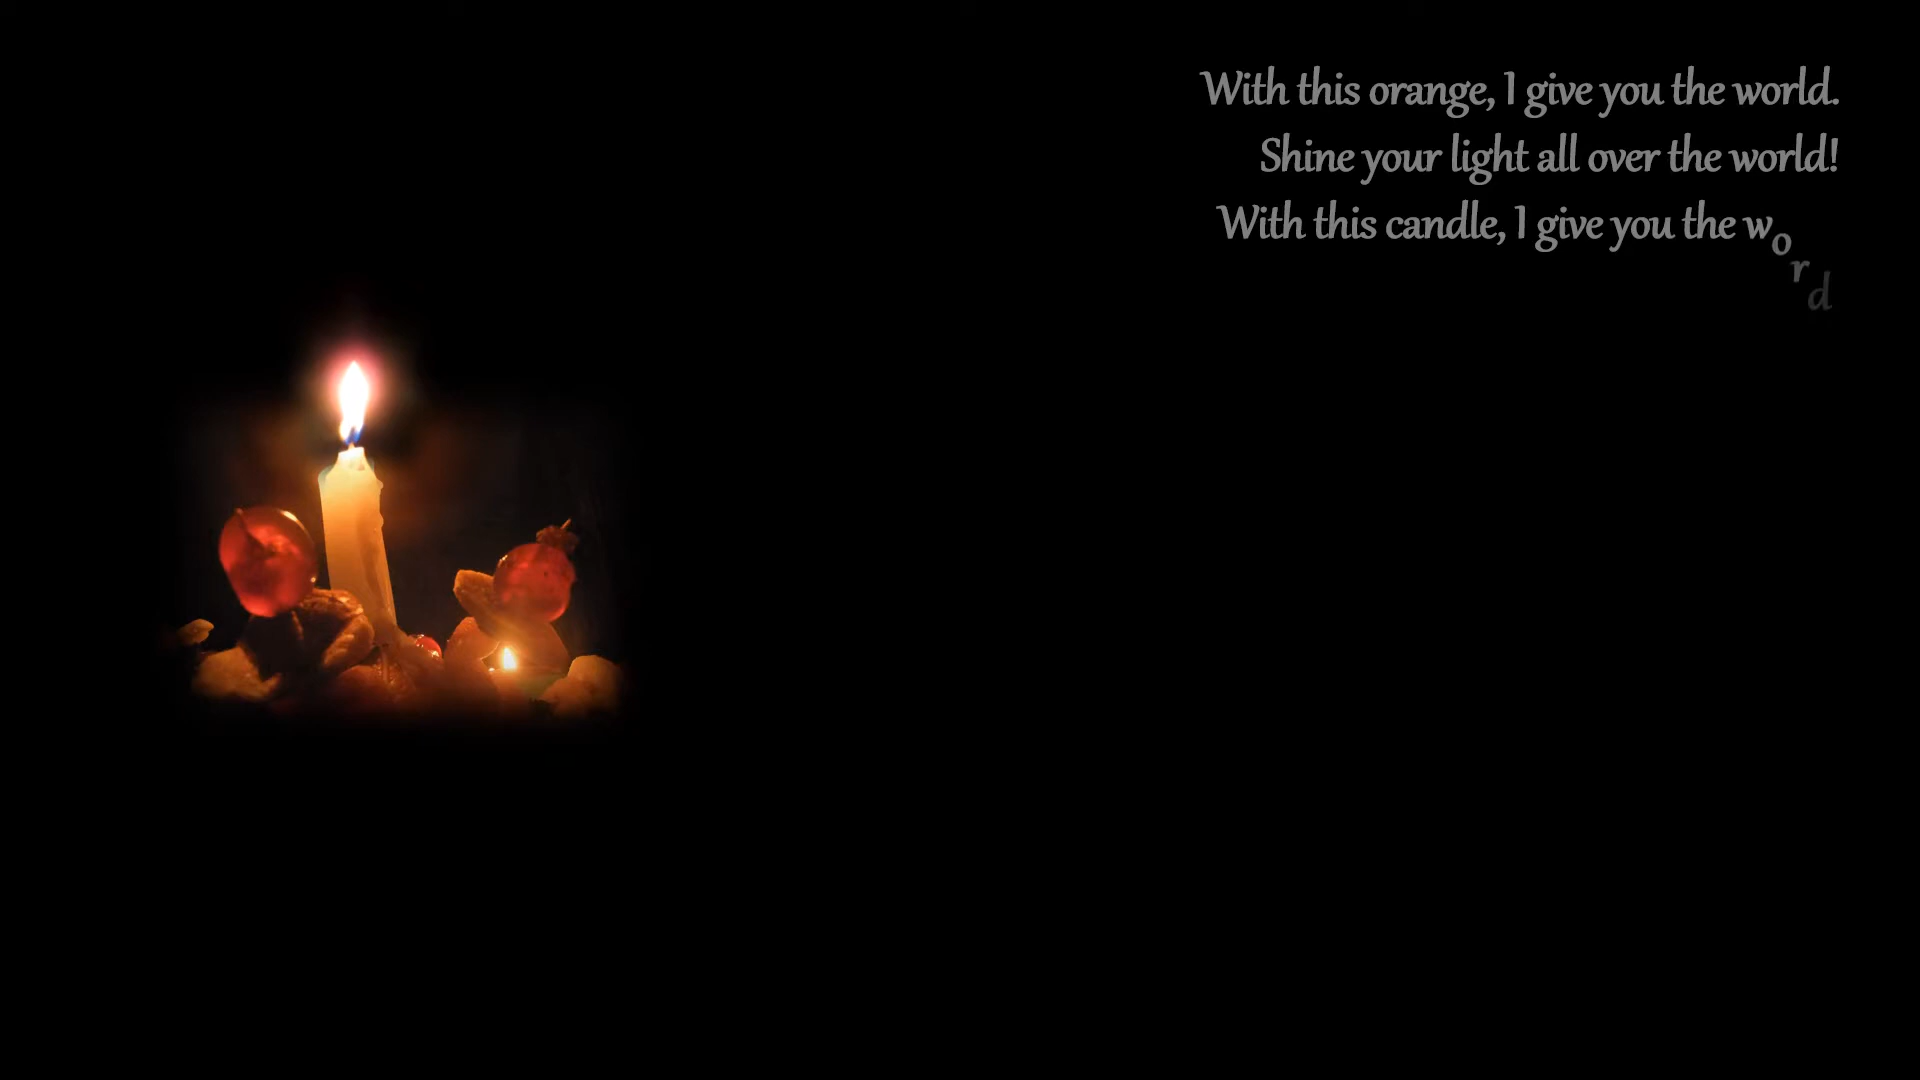 With this orange, I give you the world.
Shine your light all over the world!
With this candle, I give you the word